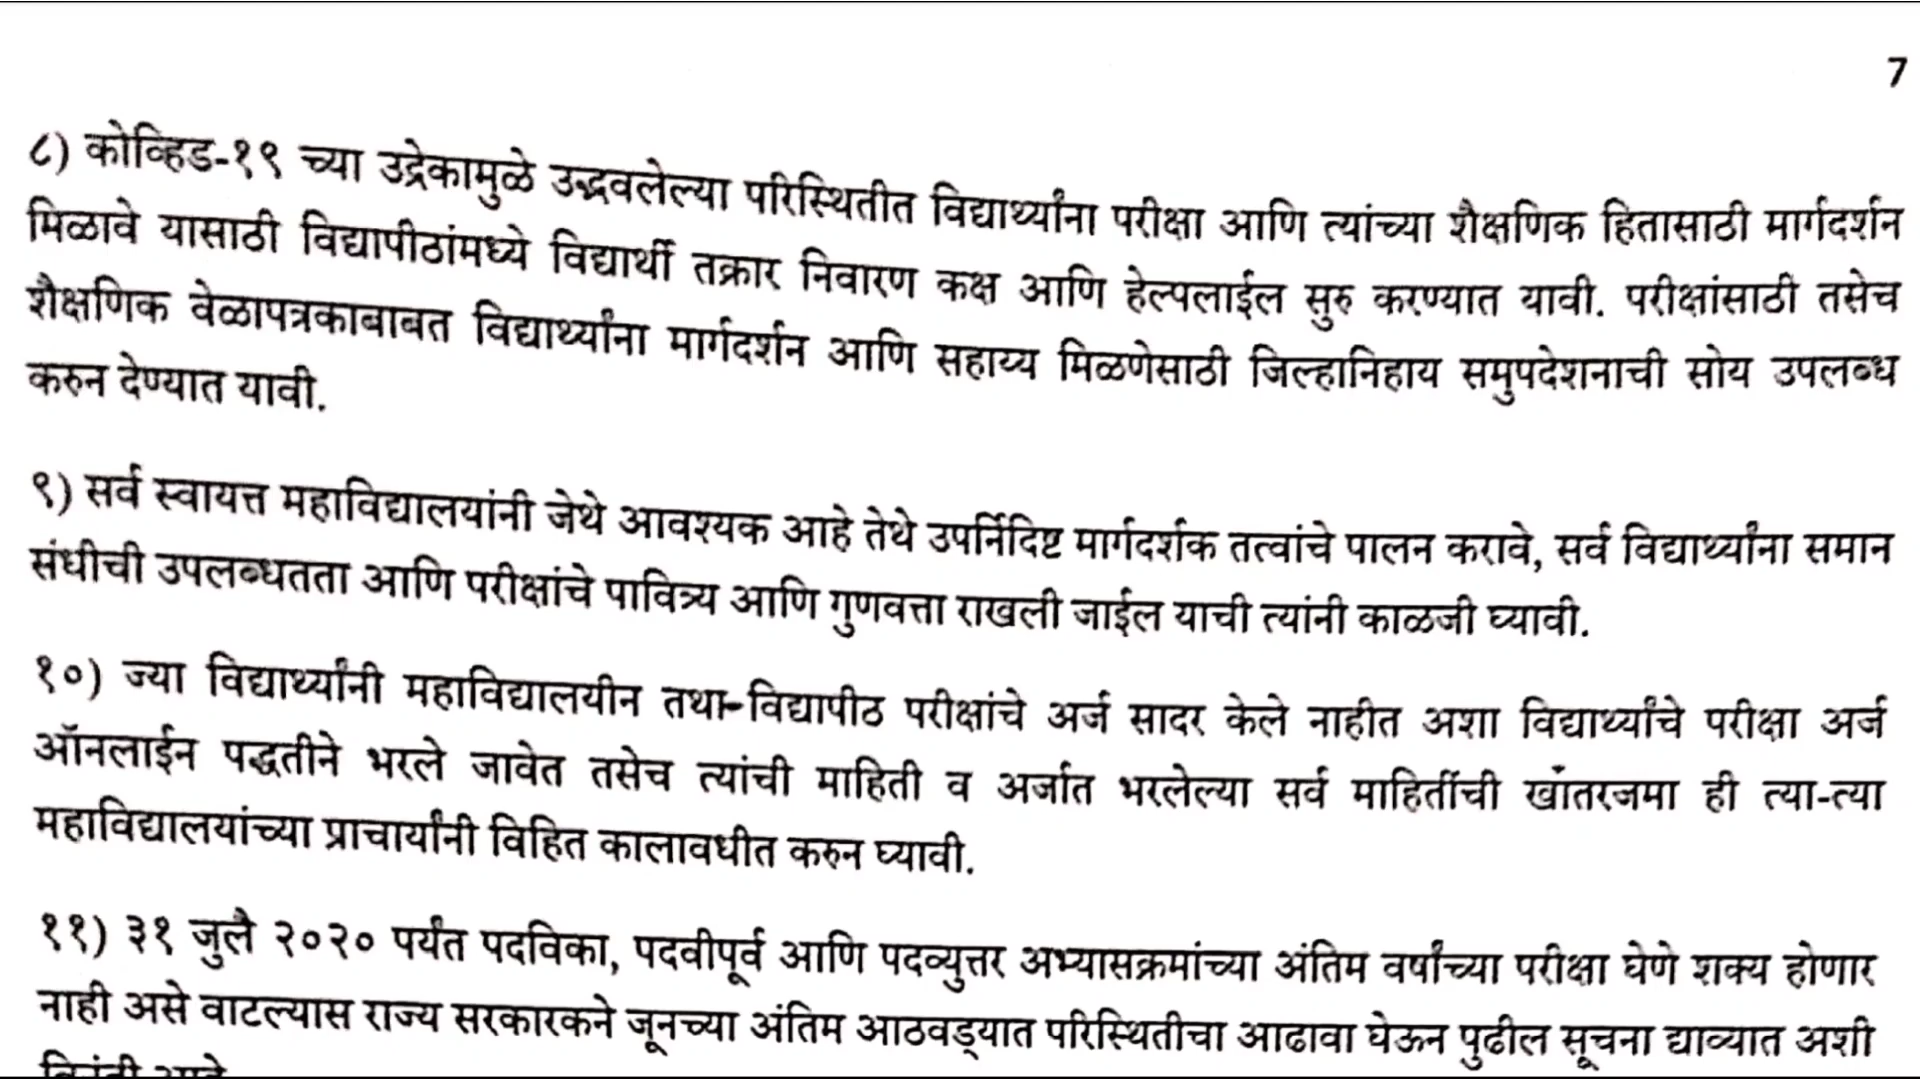 7
८) कोव्हिड-१९ च्या उद्रेकामुळे उद्भवलेल्या परिस्थितीत विद्यार्थ्यांना परीक्षा आणि त्यांच्या शैक्षणिक हितासाठी मार्गदर्शन
मिळावे यासाठी विद्यापीठांमध्ये विद्यार्थी तक्रार निवारण कक्ष आणि हेल्पलाईल सुरु करण्यात यावी. परीक्षांसाठी तसेच
शैक्षणिक वेळापत्रकाबाबत विद्यार्थ्यांना मार्गदर्शन आणि सहाय्य मिळणेसाठी जिल्हानिहाय समुपदेशनाची सोय उपलब्ध
करुन देण्यात यावी.
९) सर्व स्वायत्त महाविद्यालयांनी जेथे आवश्यक आहे तेथे उपर्निदिष्ट मार्गदर्शक तत्वांचे पालन करावे, सर्व विद्यार्थ्यांना समान
संधीची उपलब्धतता आणि परीक्षांचे पावित्र्य आणि गुणवत्ता राखली जाईल याची त्यांनी काळजी घ्यावी.
१०) ज्या विद्यार्थ्यांनी महाविद्यालयीन तथा-विद्यापीठ परीक्षांचे अर्ज सादर केले नाहीत अशा विद्यार्थ्यांचे परीक्षा अर्ज
ऑनलाईन पद्धतीने भरले जावेत तसेच त्यांची माहिती व अर्जात भरलेल्या सर्व माहितींची खातरजमा ही त्या-त्या
महाविद्यालयांच्या प्राचार्यांनी विहित कालावधीत करुन घ्यावी.
११) ३१ जुलै २०२० पर्यंत पदविका, पदवीपूर्व आणि पदव्युत्तर अभ्यासक्रमांच्या अंतिम वर्षांच्या परीक्षा घेणे शक्य होणार
नाही असे वाटल्यास राज्य सरकारकने जूनच्या अंतिम आठवड्यात परिस्थितीचा आढावा घेऊन पुढील सूचना द्याव्यात अशी